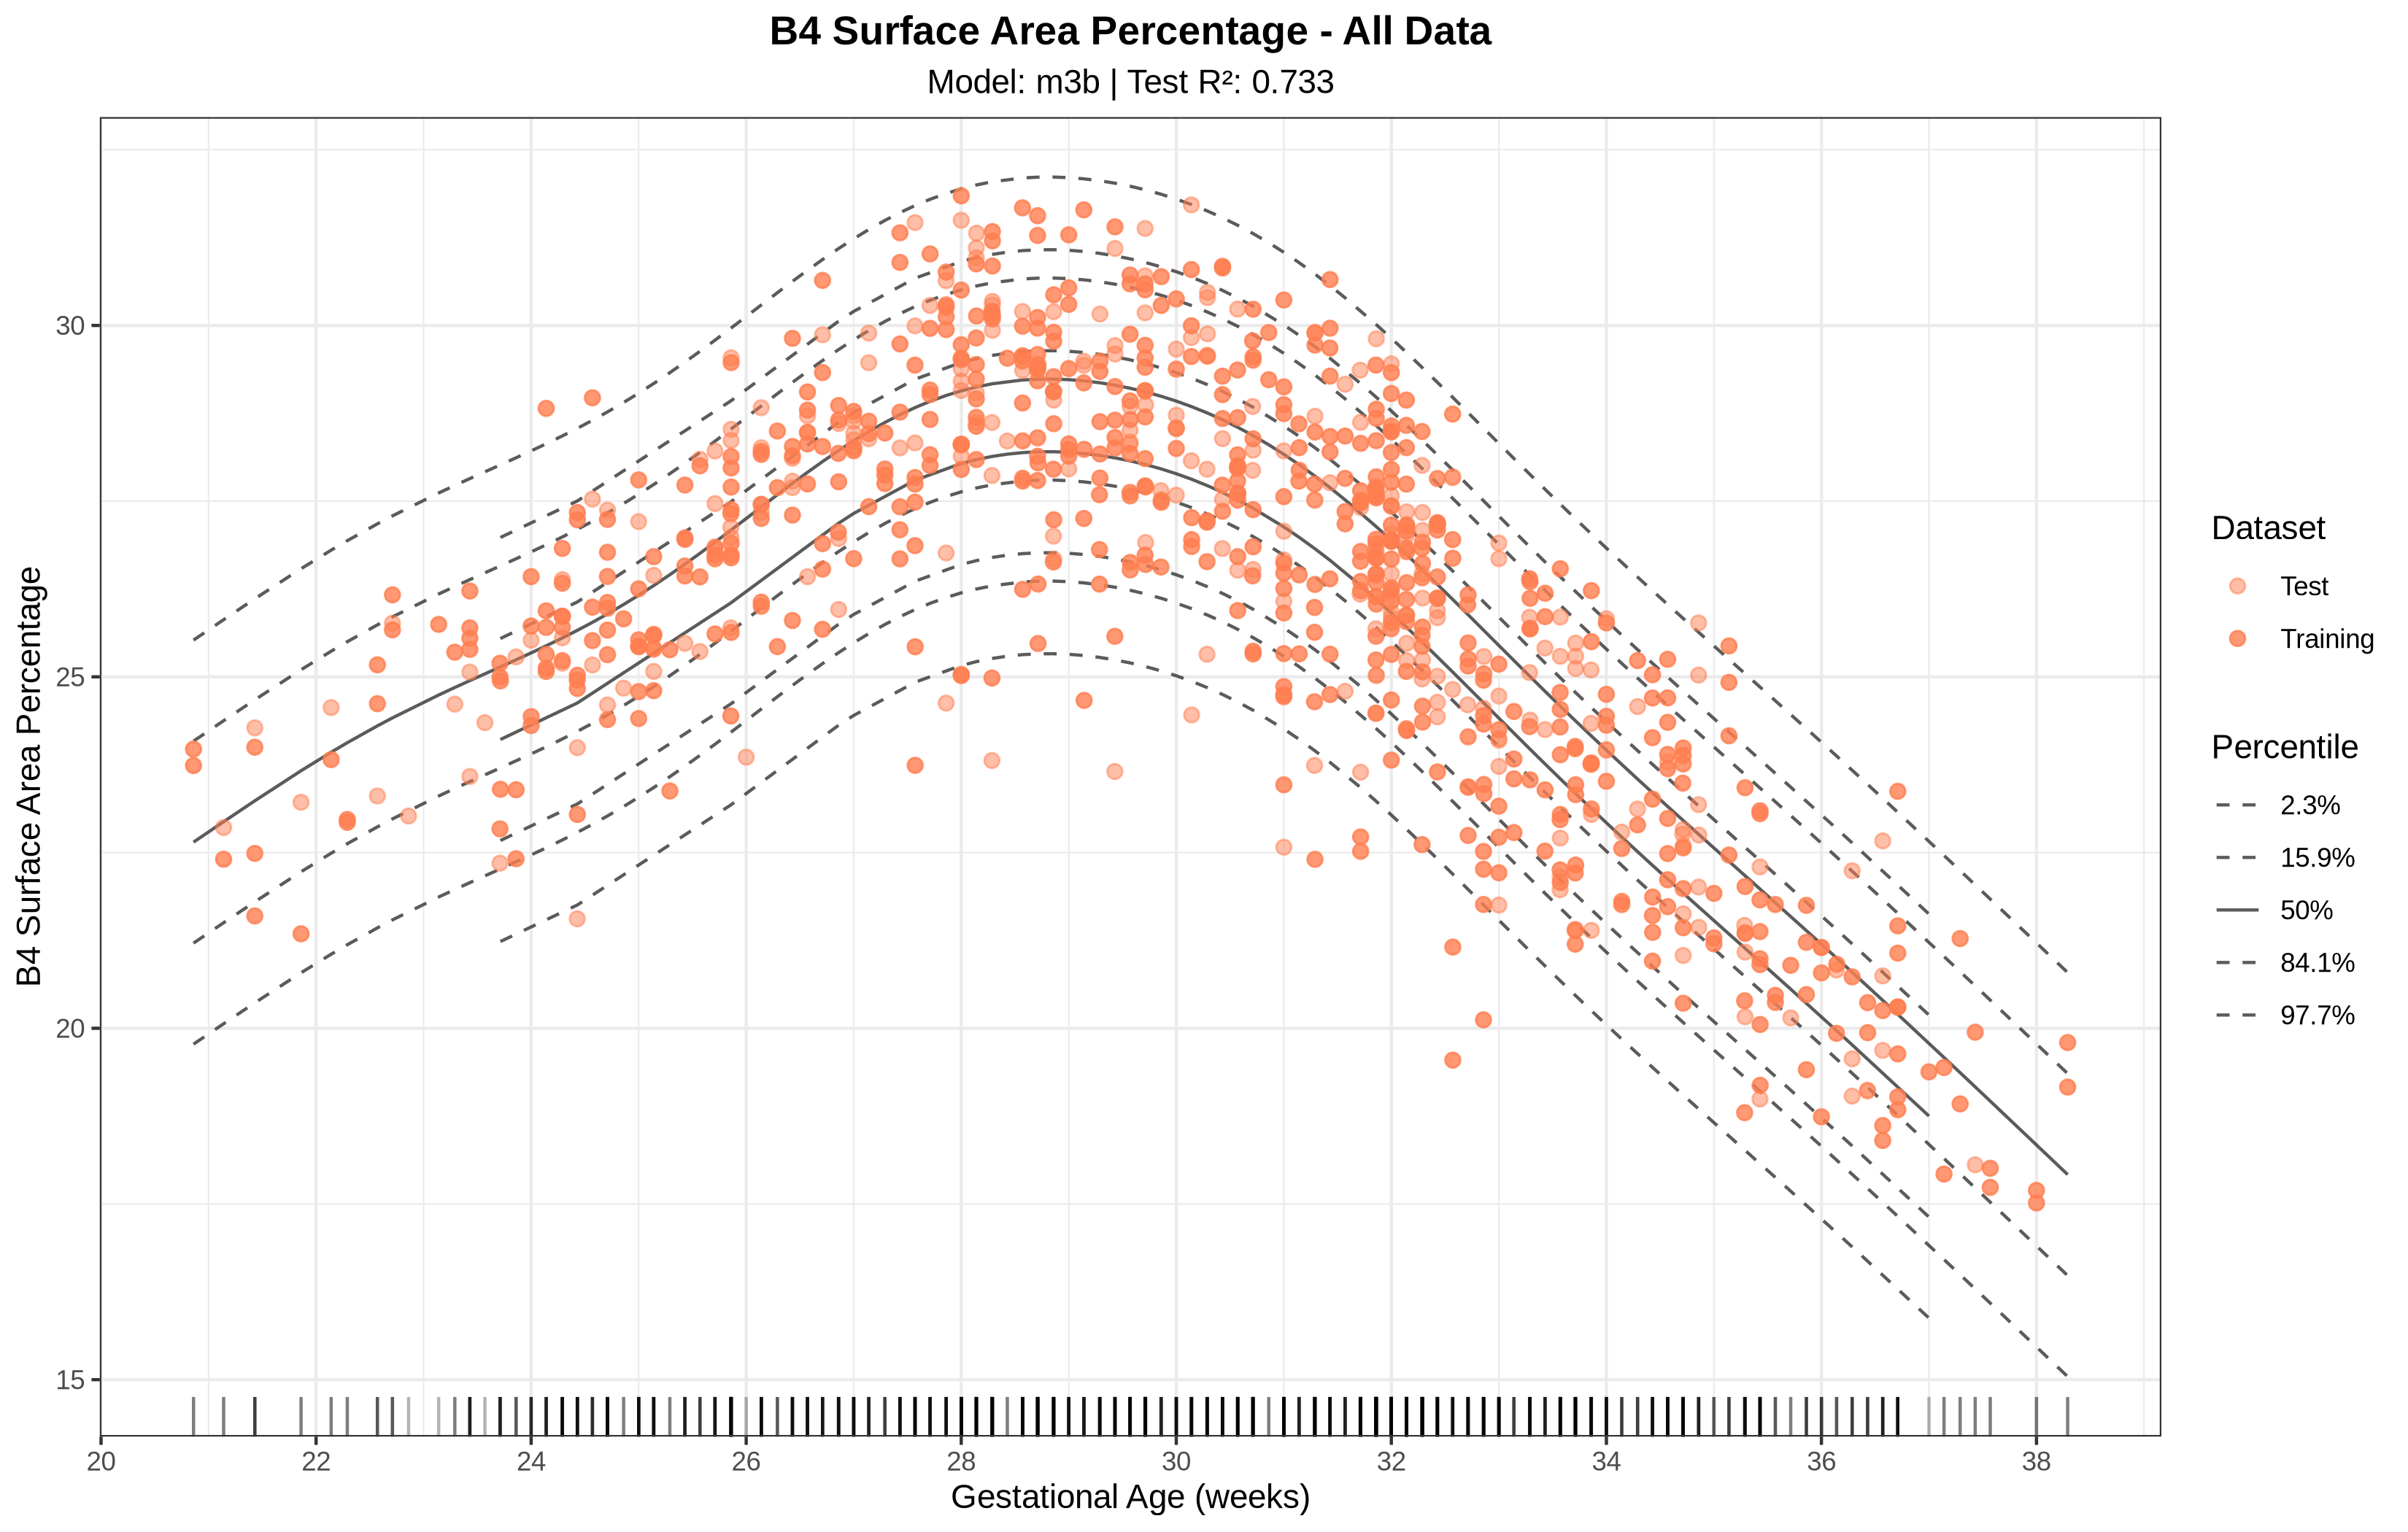 B4 Surface Area Percentage - All Data
Model: m3b | Test R²: 0.733
B4 Surface Area Percentage
30
25
20
15
20 22 24 26 28 30 32 34 36 38
Gestational Age (weeks)
Dataset
Test
Training
Percentile
2.3%
15.9%
50%
84.1%
97.7%